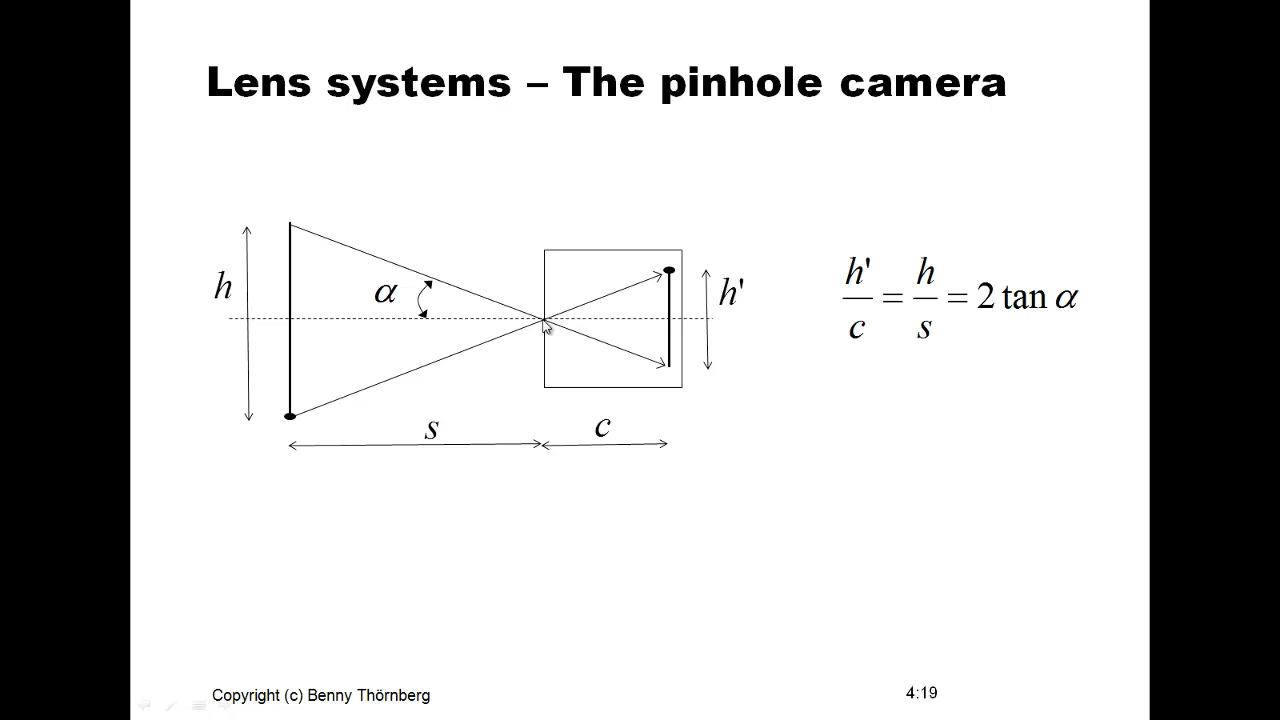 Lens systems – The pinhole camera
h
α
h'
s
c
h'/c = h/s = 2 tan α
Copyright (c) Benny Thörnberg
4:19